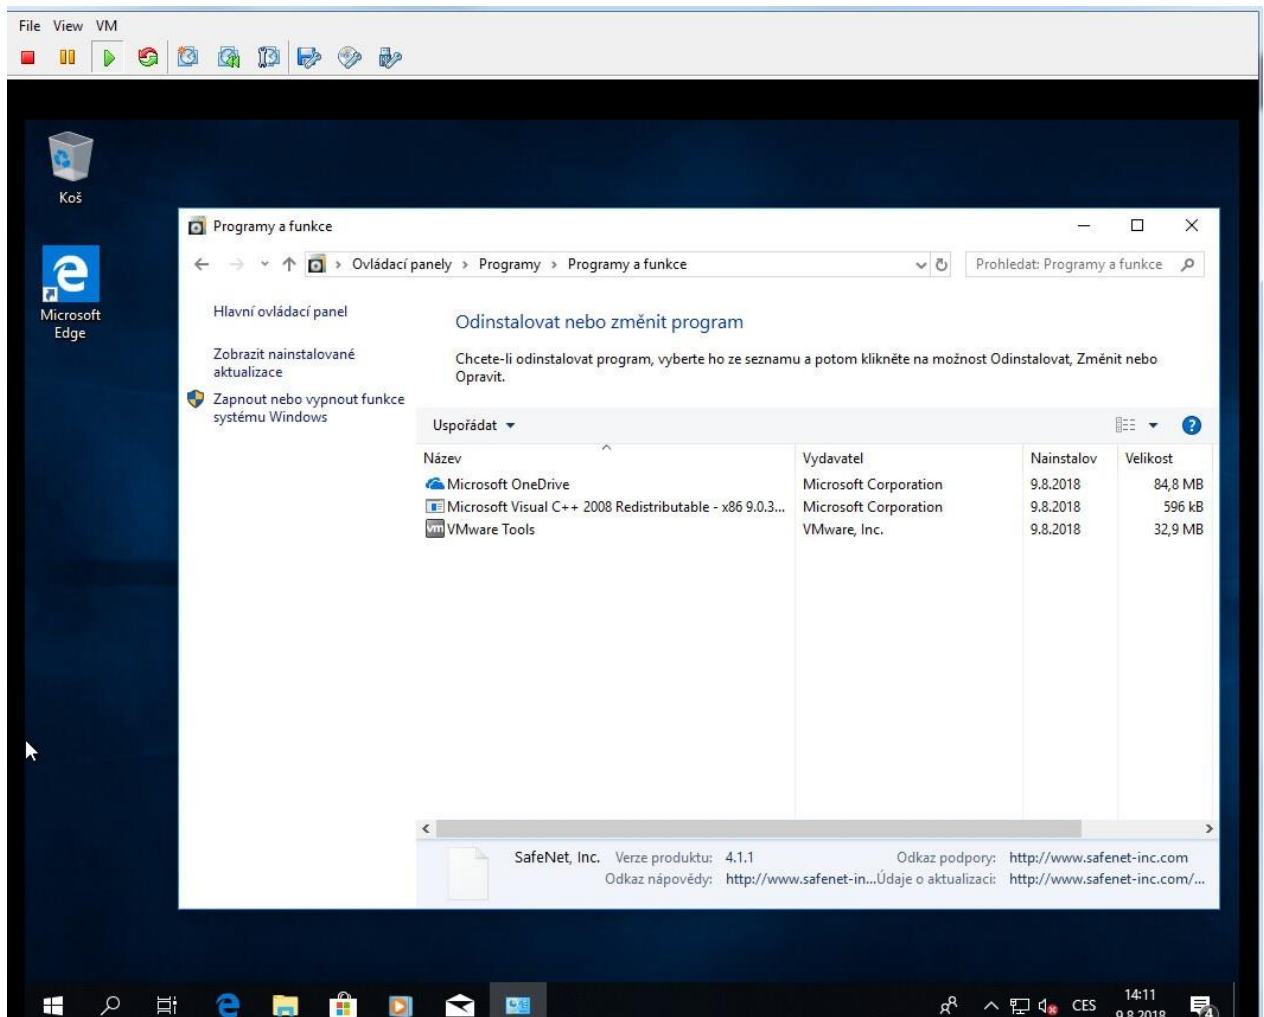 File View VM
Koš
Microsoft
Edge
Programy a funkce
Ovládací panely > Programy > Programy a funkce
Prohledat: Programy a funkce
Hlavní ovládací panel
Zobrazit nainstalované
aktualizace
Zapnout nebo vypnout funkce
systému Windows
Odinstalovat nebo změnit program
Chcete-li odinstalovat program, vyberte ho ze seznamu a potom klikněte na možnost Odinstalovat, Změnit nebo
Opravit.
Uspořádat
Název Vydavatel Nainstalov Velikost
Microsoft OneDrive Microsoft Corporation 9.8.2018 84,8 MB
Microsoft Visual C++ 2008 Redistributable - x86 9.0.3... Microsoft Corporation 9.8.2018 596 kB
vm VMware Tools VMware, Inc. 9.8.2018 32,9 MB
SafeNet, Inc. Verze produktu: 4.1.1 Odkaz podpory: http://www.safenet-inc.com
Odkaz nápovědy: http://www.safenet-in... Údaje o aktualizaci: http://www.safenet-inc.com/...
CES 14:11
9.8.2018 4